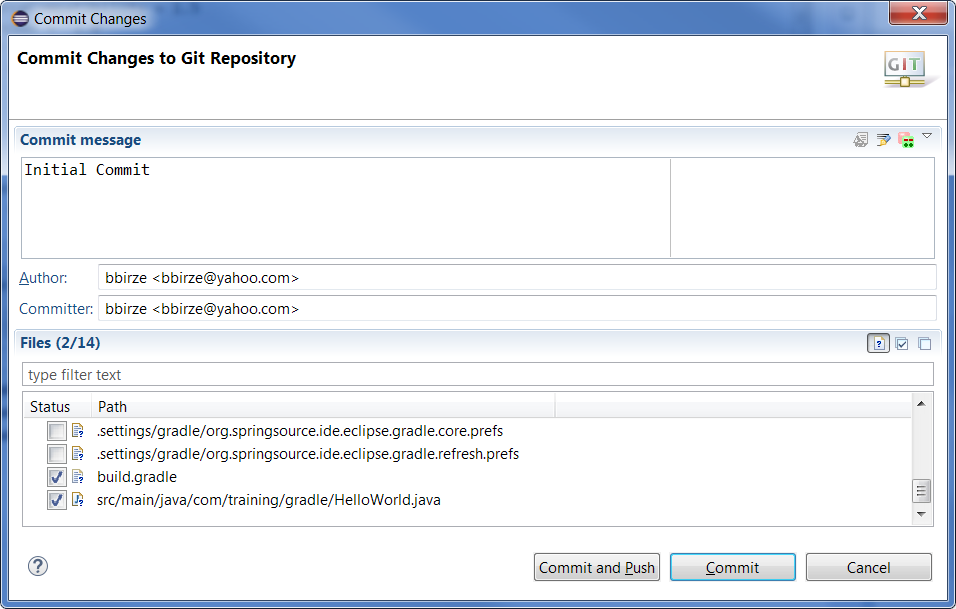 Commit Changes
Commit Changes to Git Repository
GIT
Commit message
Initial Commit
Author: bbirze <bbirze@yahoo.com>
Committer: bbirze <bbirze@yahoo.com>
Files (2/14)
type filter text
Status Path
.settings/gradle/org.springsource.ide.eclipse.gradle.core.prefs
.settings/gradle/org.springsource.ide.eclipse.gradle.refresh.prefs
build.gradle
src/main/java/com/training/gradle/HelloWorld.java
Commit and Push Commit Cancel